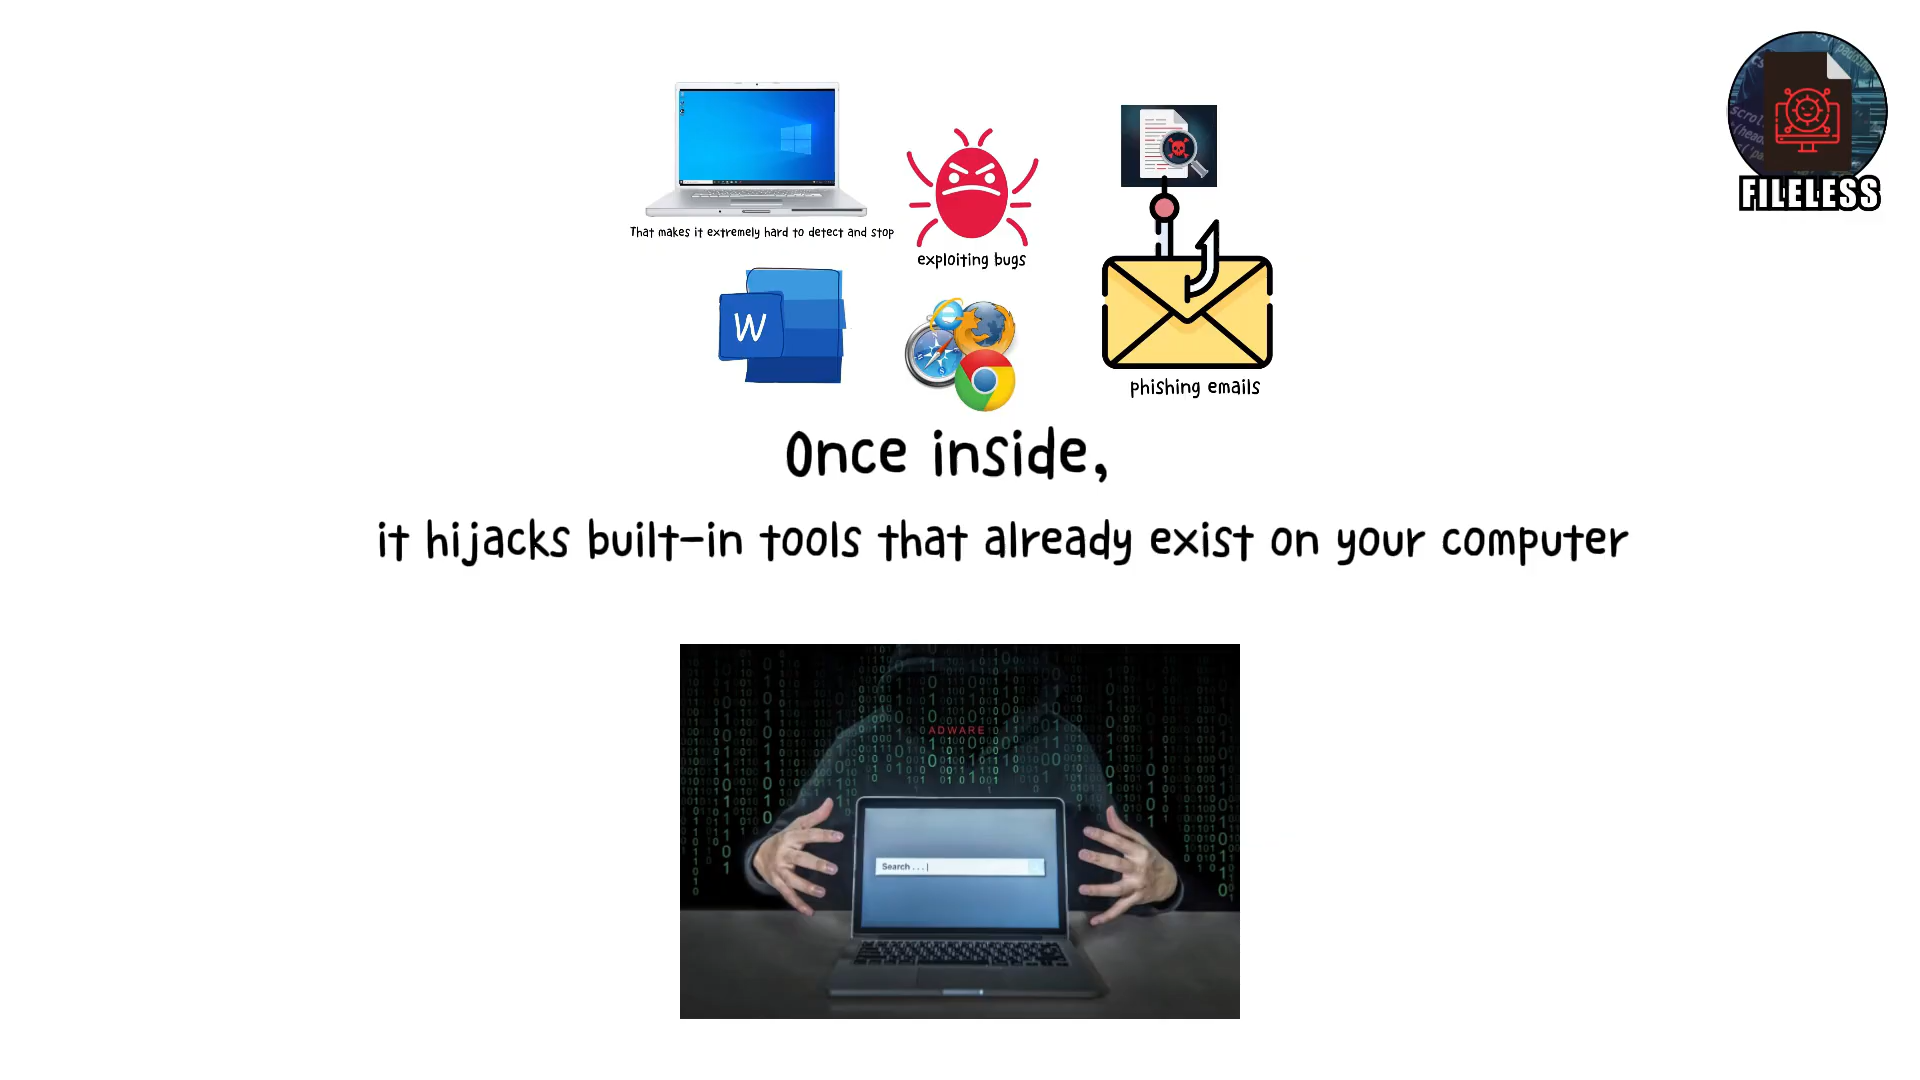 FILELESS
That makes it extremely hard to detect and stop
exploiting bugs
W
phishing emails
Once inside,
it hijacks built-in tools that already exist on your computer
ADWARE
Search . . . |